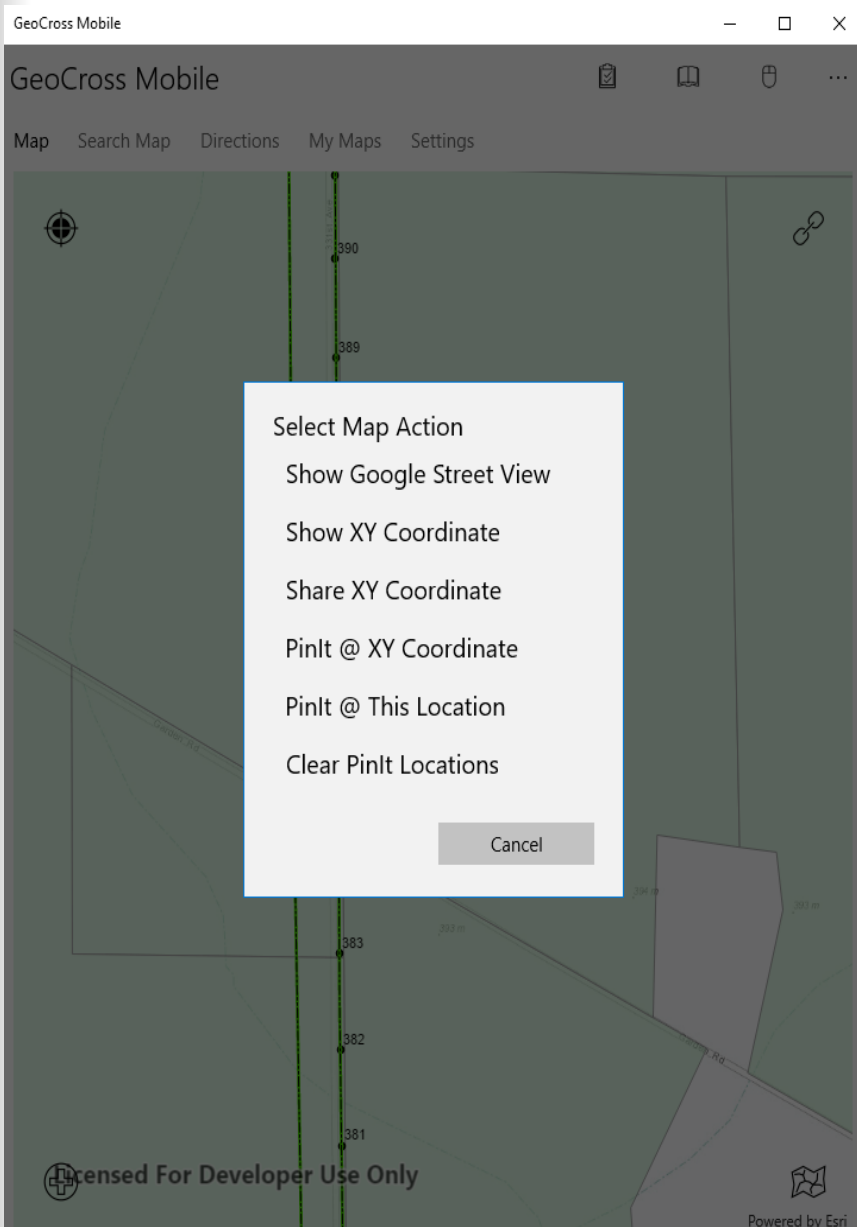 GeoCross Mobile
GeoCross Mobile
Map Search Map Directions My Maps Settings
390
389
Select Map Action
Show Google Street View
Show XY Coordinate
Share XY Coordinate
PinIt @ XY Coordinate
PinIt @ This Location
Clear PinIt Locations
Cancel
393 m
383
382
Rd
381
Licensed For Developer Use Only
Powered by Esri